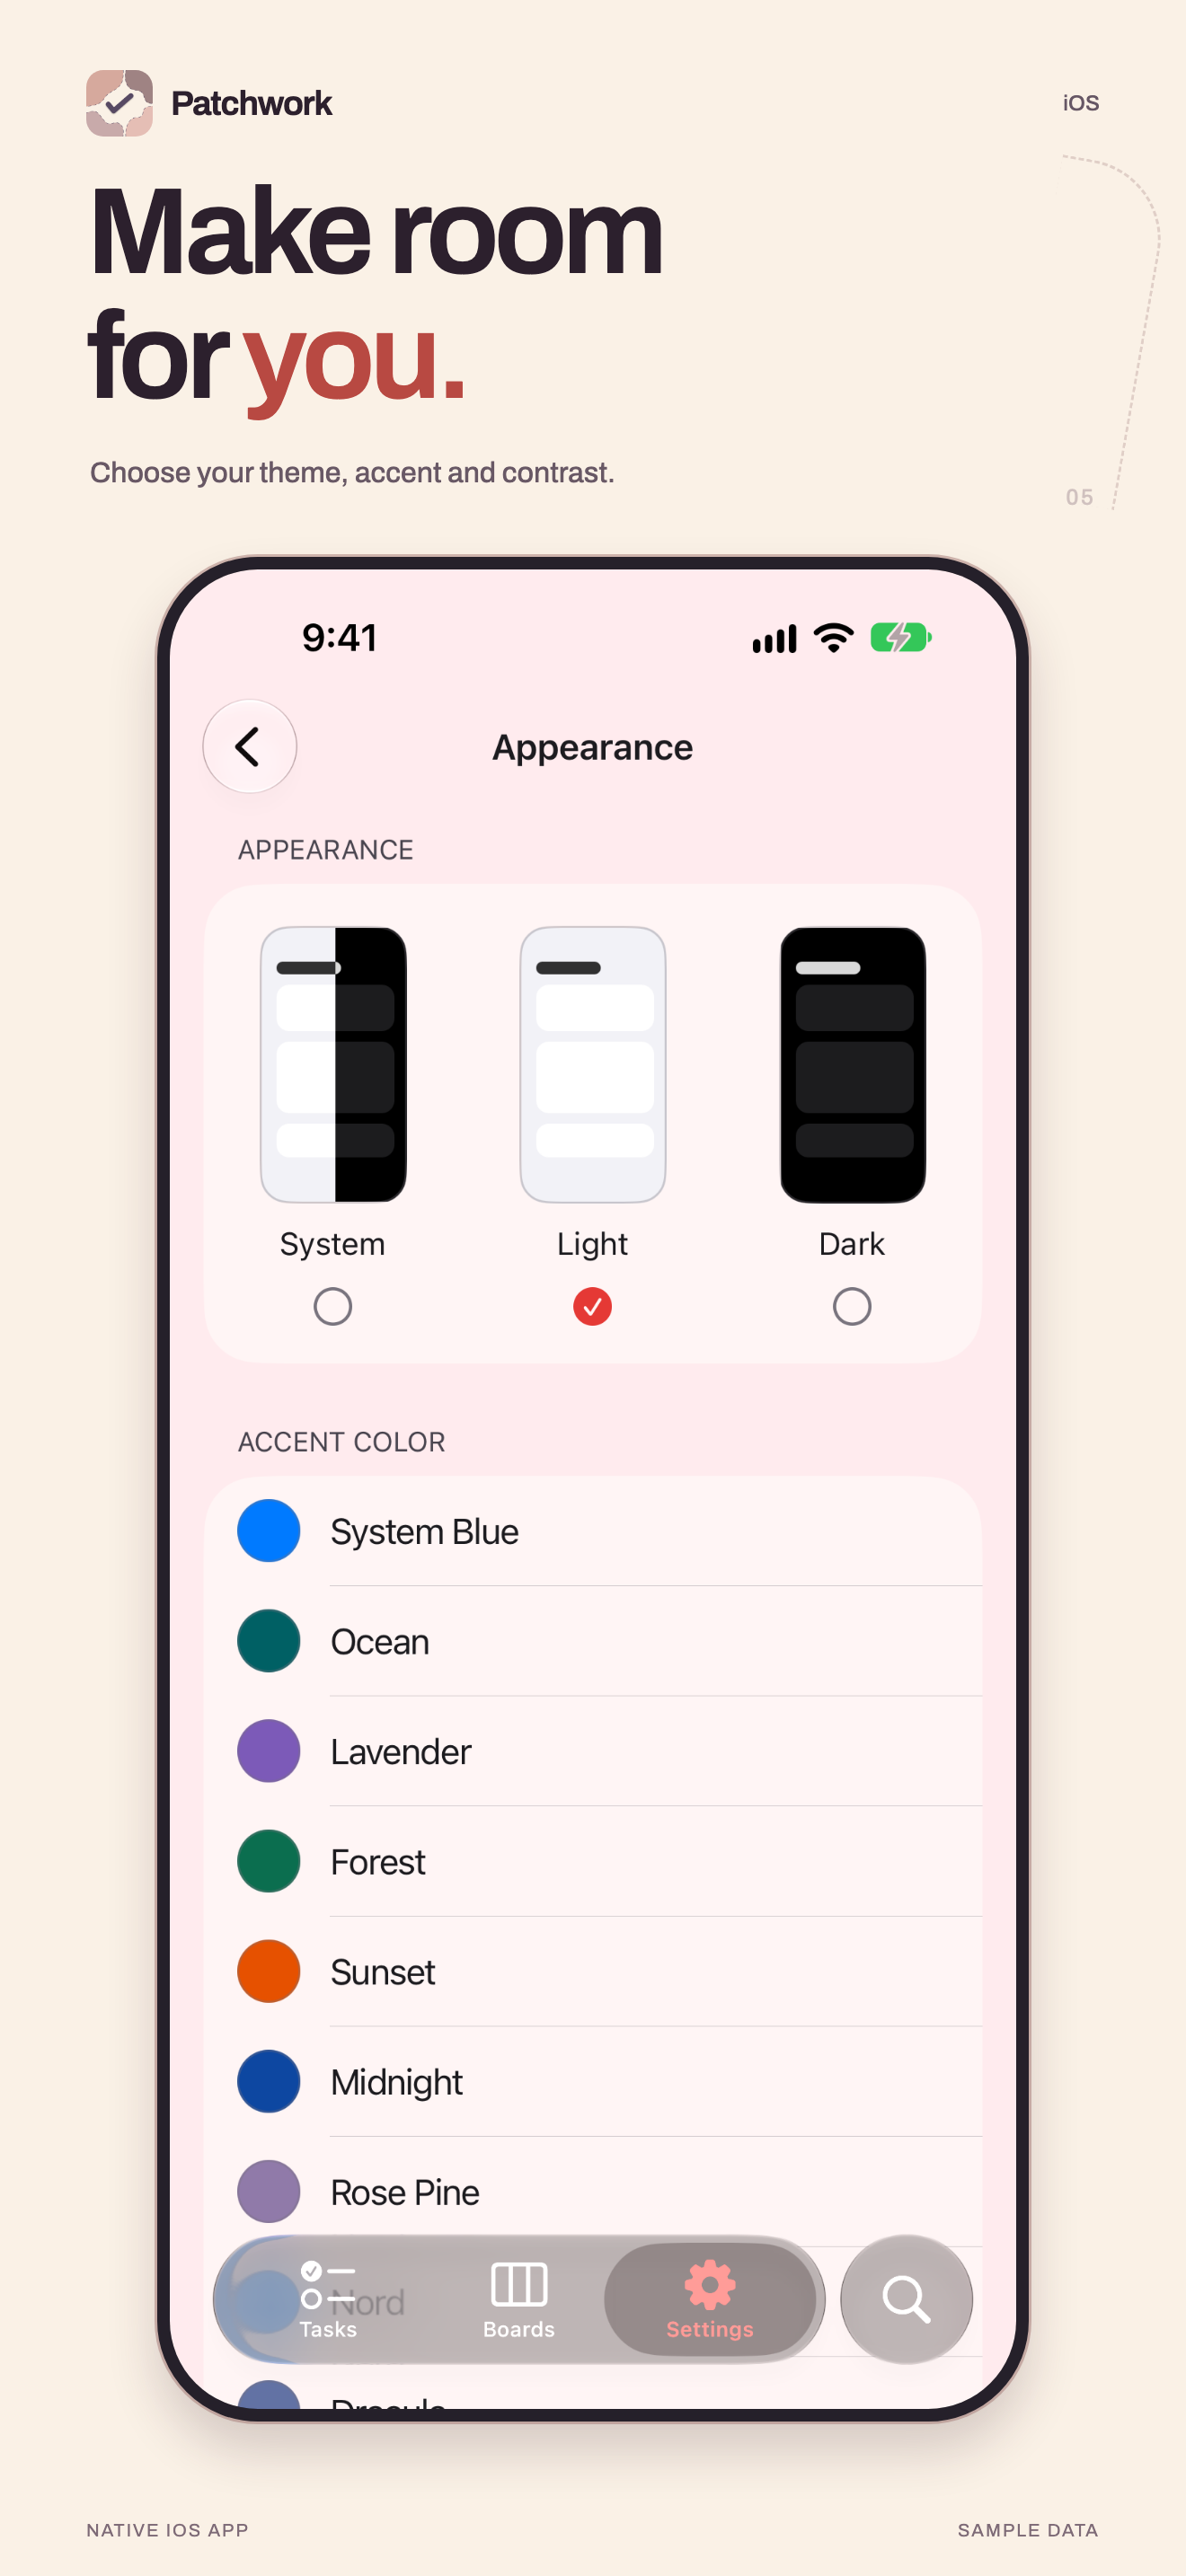 Patchwork
iOS
Make room
for you.
Choose your theme, accent and contrast.
05
9:41
Appearance
APPEARANCE
System
Light
Dark
ACCENT COLOR
System Blue
Ocean
Lavender
Forest
Sunset
Midnight
Rose Pine
Nord
Tasks
Boards
Settings
Dracula
NATIVE IOS APP
SAMPLE DATA